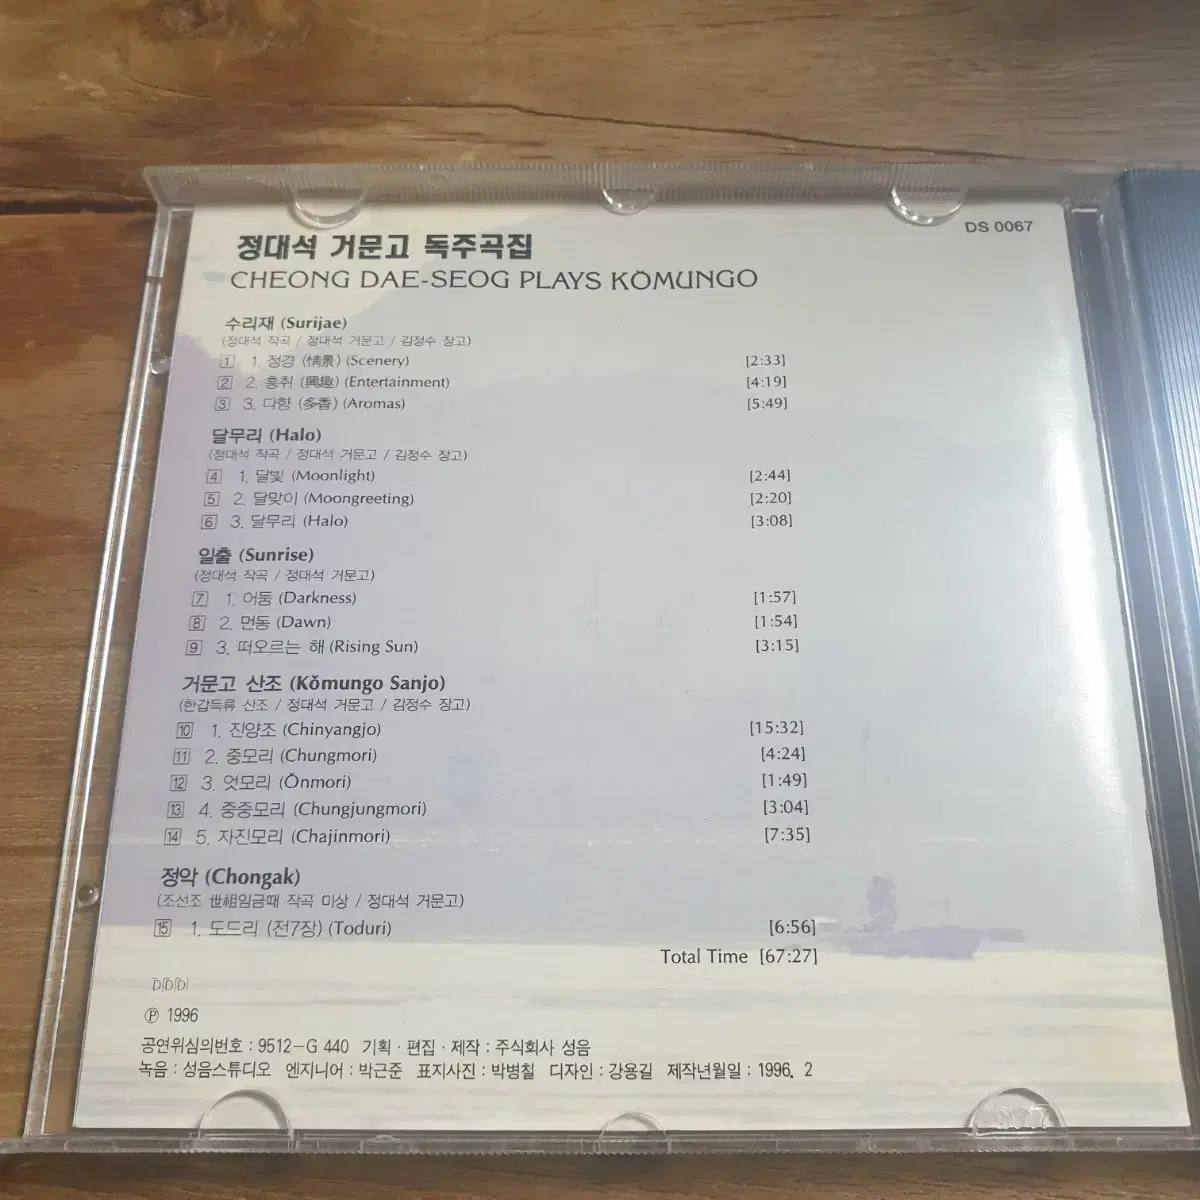 DS 0067
정대석 거문고 독주곡집
CHEONG DAE-SEOG PLAYS KŎMUNGO
수리재 (Surijae)
(정대석 작곡 / 정대석 거문고 / 김정수 장고)
1 1. 정경 (情景) (Scenery) [2:33]
2 2. 흥취 (興趣) (Entertainment) [4:19]
3 3. 다향 (多香) (Aromas) [5:49]
달무리 (Halo)
(정대석 작곡 / 정대석 거문고 / 김정수 장고)
4 1. 달빛 (Moonlight) [2:44]
5 2. 달맞이 (Moongreeting) [2:20]
6 3. 달무리 (Halo) [3:08]
일출 (Sunrise)
(정대석 작곡 / 정대석 거문고)
7 1. 어둠 (Darkness) [1:57]
8 2. 먼동 (Dawn) [1:54]
9 3. 떠오르는 해 (Rising Sun) [3:15]
거문고 산조 (Kŏmungo Sanjo)
(한갑득류 산조 / 정대석 거문고 / 김정수 장고)
10 1. 진양조 (Chinyangjo) [15:32]
11 2. 중모리 (Chungmori) [4:24]
12 3. 엇모리 (Ŏnmori) [1:49]
13 4. 중중모리 (Chungjungmori) [3:04]
14 5. 자진모리 (Chajinmori) [7:35]
정악 (Chongak)
(조선조 世祖임금때 작곡 미상 / 정대석 거문고)
15 1. 도드리 (전7장) (Toduri) [6:56]
Total Time [67:27]
DDD
Ⓟ 1996
공연위심의번호 : 9512-G 440 기획 · 편집 · 제작 : 주식회사 성음
녹음 : 성음스튜디오 엔지니어 : 박근준 표지사진 : 박병철 디자인 : 강용길 제작년월일 : 1996. 2